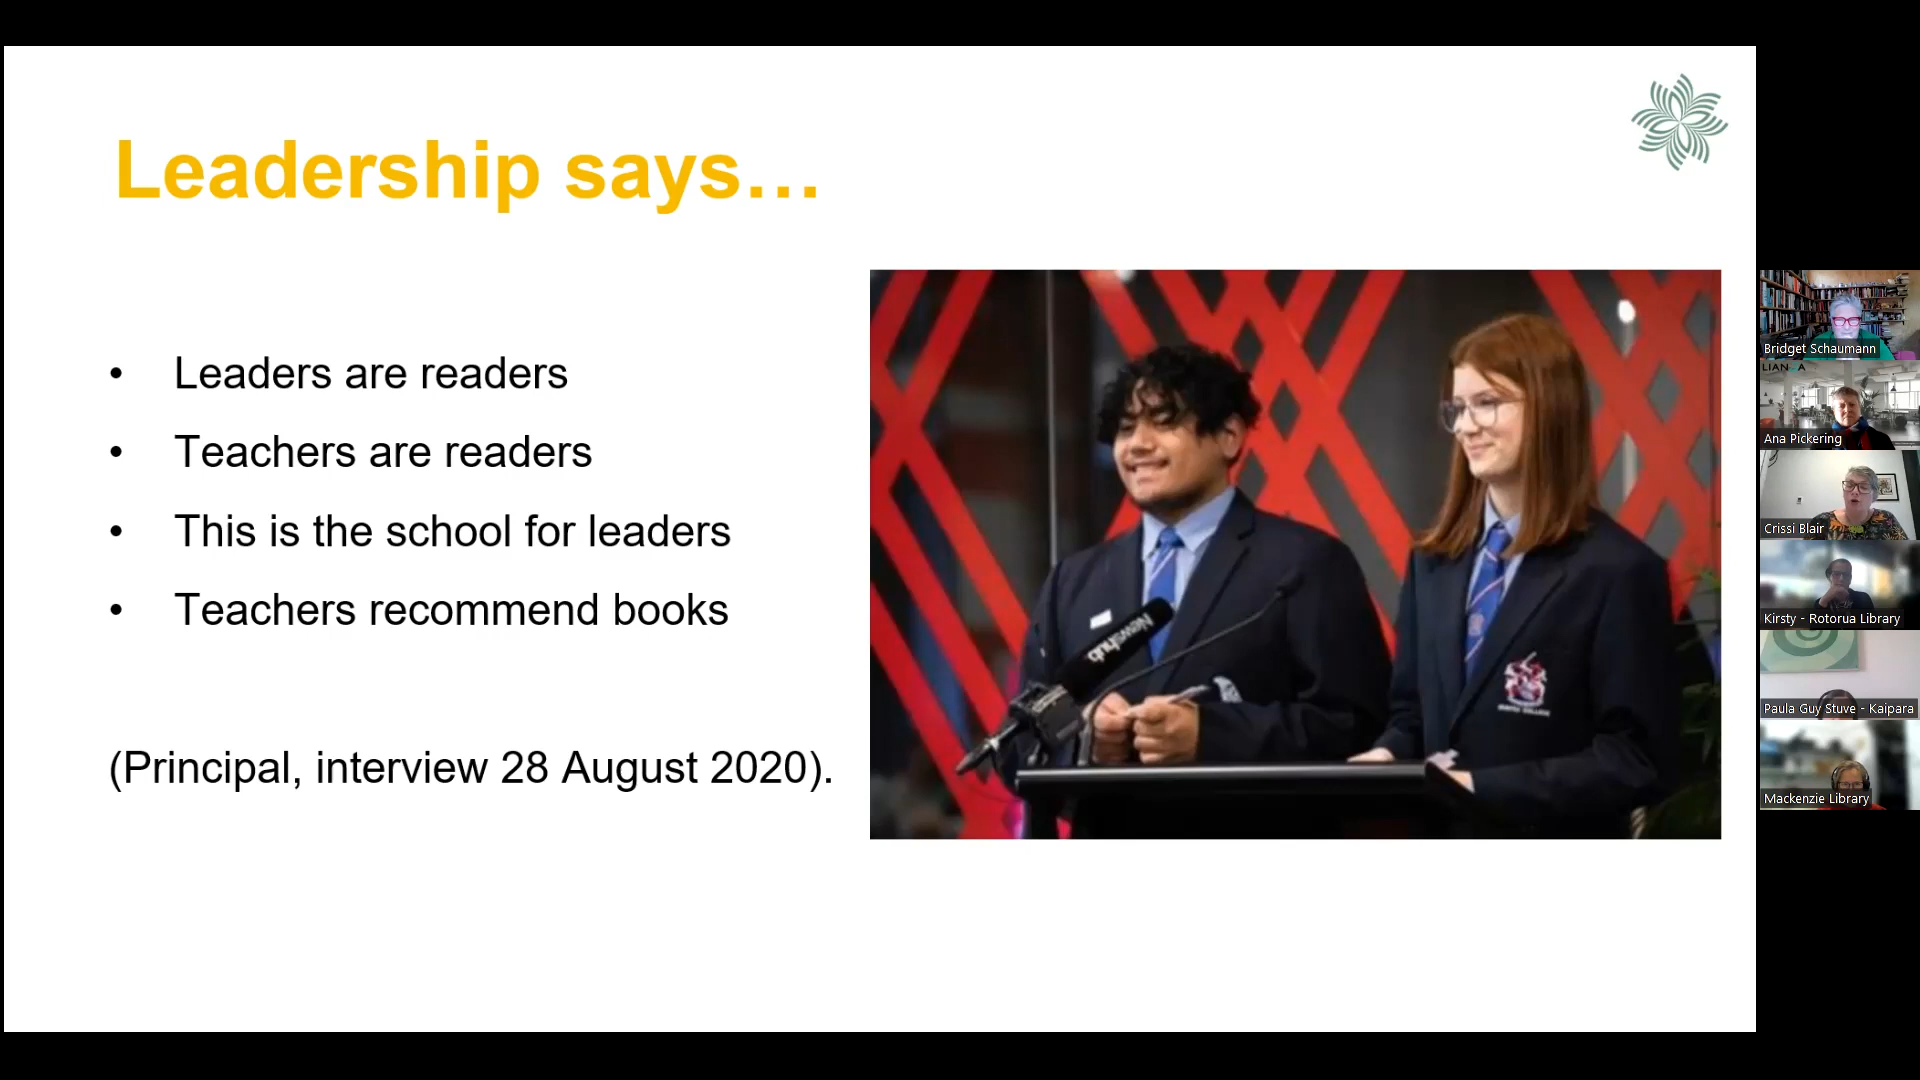 Leadership says…
• Leaders are readers
• Teachers are readers
• This is the school for leaders
• Teachers recommend books
(Principal, interview 28 August 2020).
Newshub
Bridget Schaumann
Ana Pickering
Crissi Blair
Kirsty - Rotorua Library
Paula Guy Stuve - Kaipara
Mackenzie Library